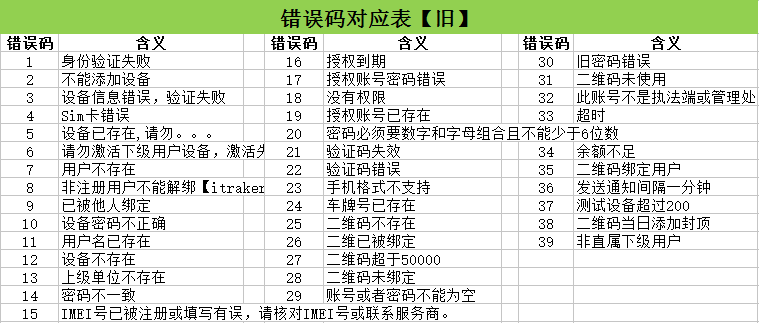 错误码对应表【旧】
错误码 含义 错误码 含义 错误码 含义
1 身份验证失败 16 授权到期 30 旧密码错误
2 不能添加设备 17 授权账号密码错误 31 二维码未使用
3 设备信息错误，验证失败 18 没有权限 32 此账号不是执法端或管理处
4 Sim卡错误 19 授权账号已存在 33 超时
5 设备已存在,请勿。。。 20 密码必须要数字和字母组合且不能少于6位数
6 请勿激活下级用户设备，激活 21 验证码失效 34 余额不足
7 用户不存在 22 验证码错误 35 二维码绑定用户
8 非注册用户不能解绑【itraker 23 手机格式不支持 36 发送通知间隔一分钟
9 已被他人绑定 24 车牌号已存在 37 测试设备超过200
10 设备密码不正确 25 二维码不存在 38 二维码当日添加封顶
11 用户名已存在 26 二维已被绑定 39 非直属下级用户
12 设备不存在 27 二维码超于50000
13 上级单位不存在 28 二维码未绑定
14 密码不一致 29 账号或者密码不能为空
15 IMEI号已被注册或填写有误，请核对IMEI号或联系服务商。